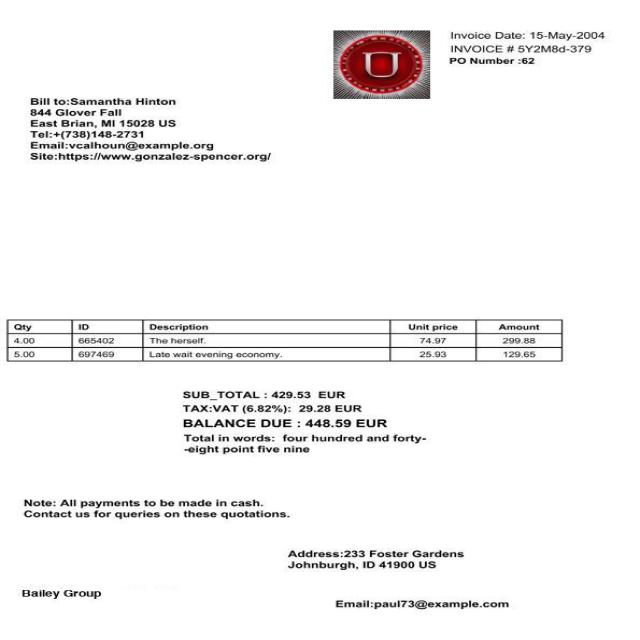 U
Invoice Date: 15-May-2004
INVOICE # 5Y2M8d-379
PO Number :62
Bill to:Samantha Hinton
844 Glover Fall
East Brian, MI 15028 US
Tel:+(738)148-2731
Email:vcalhoun@example.org
Site:https://www.gonzalez-spencer.org/
Qty ID Description Unit price Amount
4.00 665402 The herself. 74.97 299.88
5.00 697469 Late wait evening economy. 25.93 129.65
SUB_TOTAL : 429.53 EUR
TAX:VAT (6.82%): 29.28 EUR
BALANCE DUE : 448.59 EUR
Total in words: four hundred and forty-
-eight point five nine
Note: All payments to be made in cash.
Contact us for queries on these quotations.
Address:233 Foster Gardens
Johnburgh, ID 41900 US
Bailey Group
Email:paul73@example.com